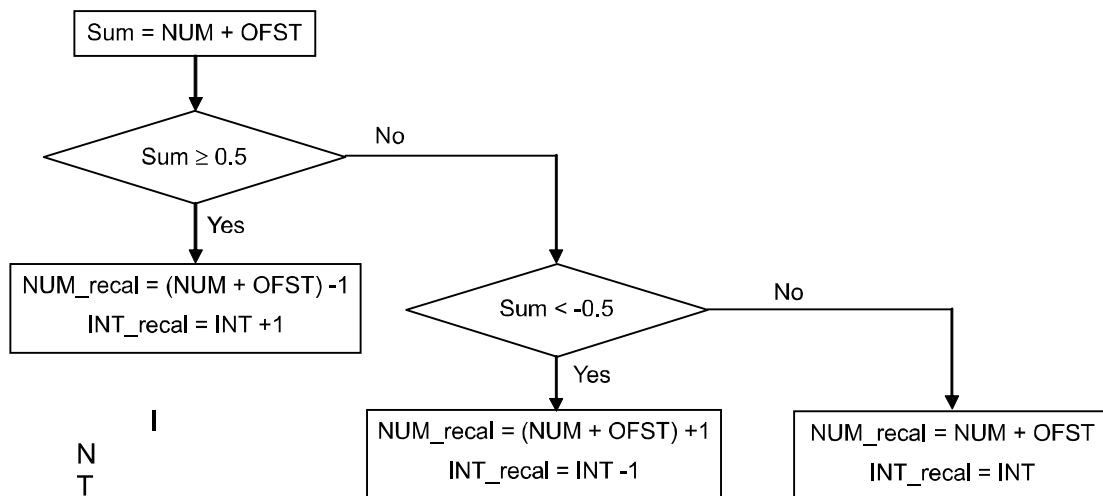 Sum = NUM + OFST
Sum ≥ 0.5
No
Yes
NUM_recal = (NUM + OFST) -1
INT_recal = INT +1
Sum < -0.5
No
Yes
NUM_recal = (NUM + OFST) +1
INT_recal = INT -1
NUM_recal = NUM + OFST
INT_recal = INT
I
N
T